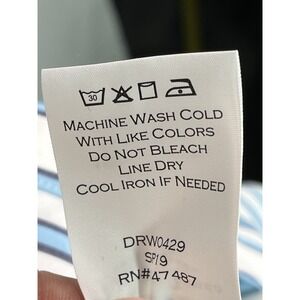 30
MACHINE WASH COLD
WITH LIKE COLORS
DO NOT BLEACH
LINE DRY
COOL IRON IF NEEDED
DRW0429
SP19
RN#47487